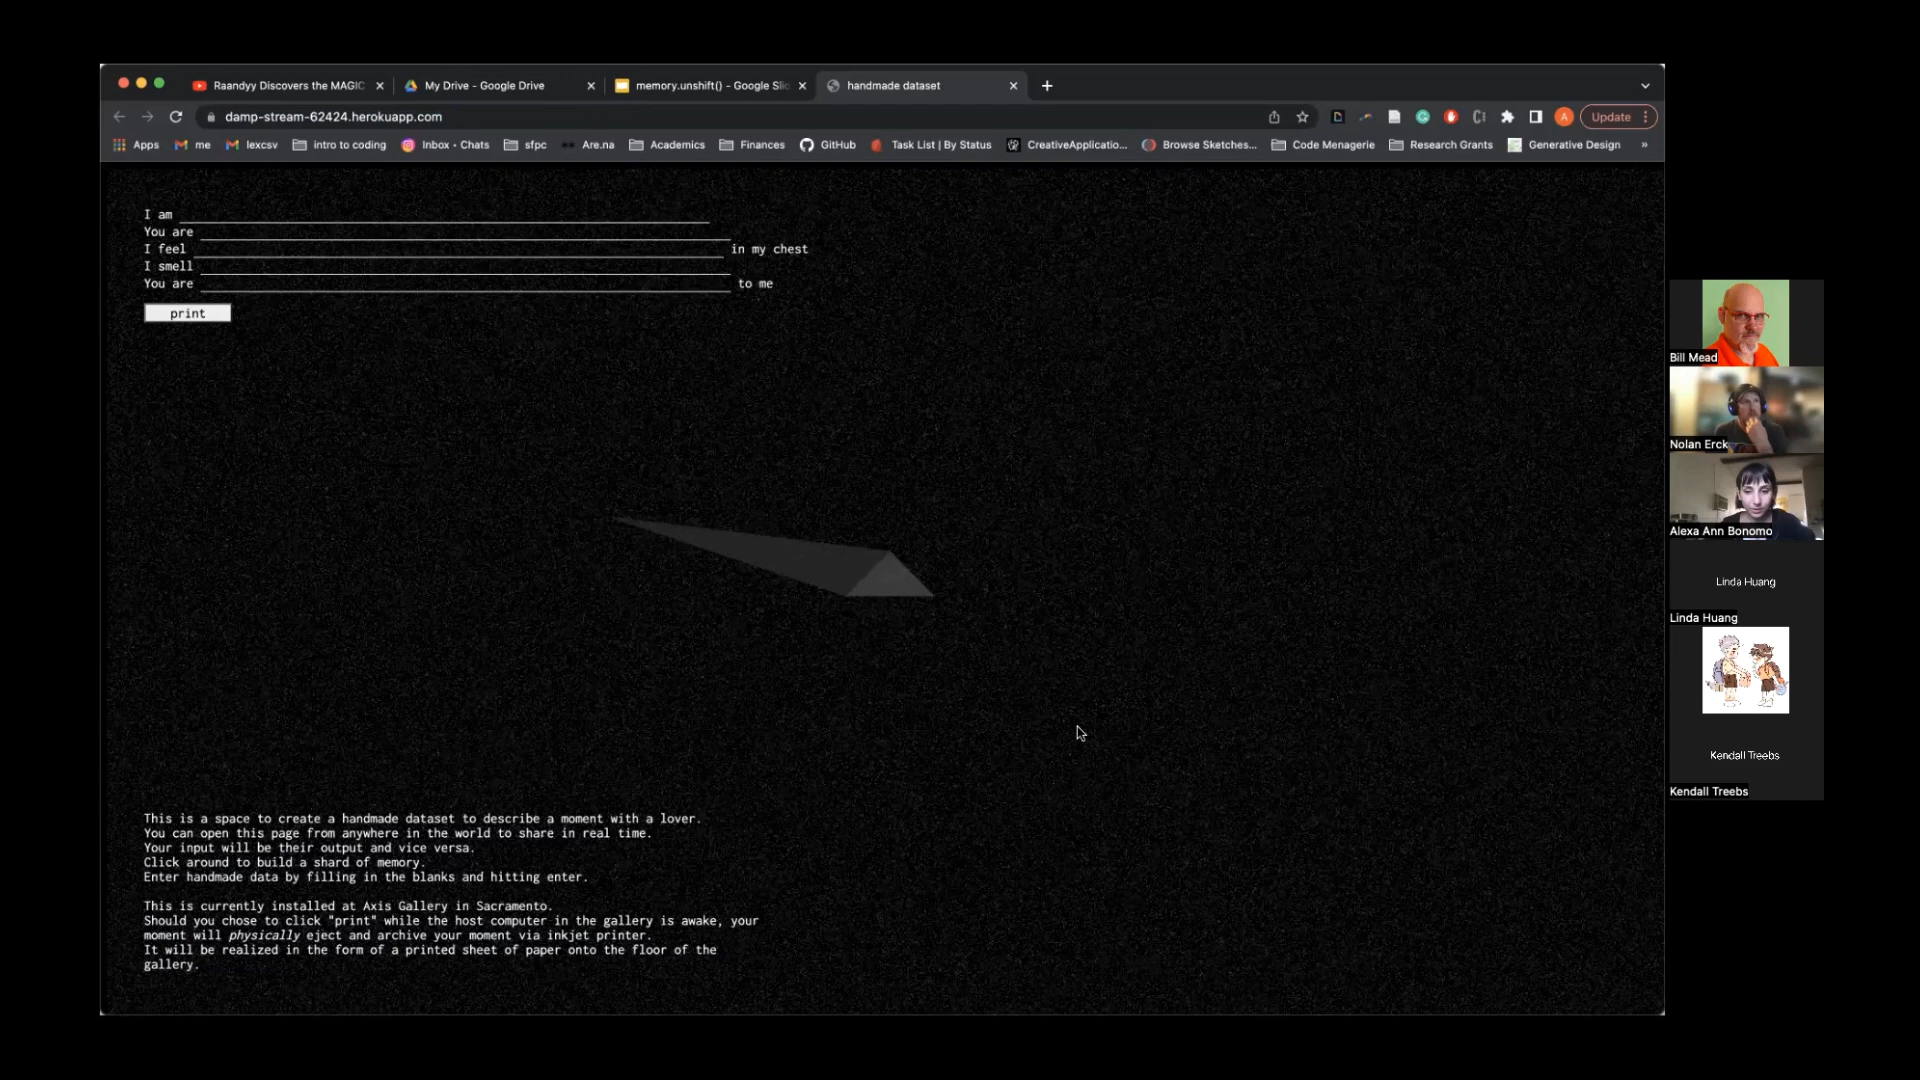 Raandyy Discovers the MAGIC
My Drive - Google Drive
memory.unshift() - Google Slid
handmade dataset
damp-stream-62424.herokuapp.com
Update
Apps
me
lexcsv
intro to coding
Inbox • Chats
sfpc
Are.na
Academics
Finances
GitHub
Task List | By Status
CreativeApplicatio...
Browse Sketches...
Code Menagerie
Research Grants
Generative Design
»
I am
You are
I feel in my chest
I smell
You are to me
print
This is a space to create a handmade dataset to describe a moment with a lover.
You can open this page from anywhere in the world to share in real time.
Your input will be their output and vice versa.
Click around to build a shard of memory.
Enter handmade data by filling in the blanks and hitting enter.
This is currently installed at Axis Gallery in Sacramento.
Should you chose to click "print" while the host computer in the gallery is awake, your
moment will physically eject and archive your moment via inkjet printer.
It will be realized in the form of a printed sheet of paper onto the floor of the
gallery.
Bill Mead
Nolan Erck
Alexa Ann Bonomo
Linda Huang
Linda Huang
Kendall Treebs
Kendall Treebs